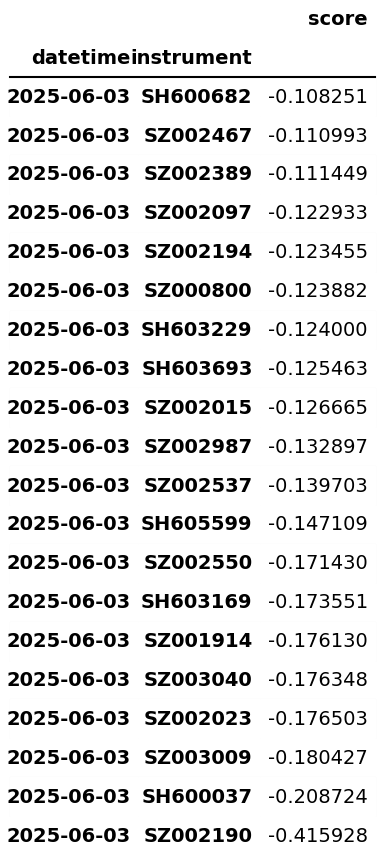 score
datetime instrument
2025-06-03 SH600682 -0.108251
2025-06-03 SZ002467 -0.110993
2025-06-03 SZ002389 -0.111449
2025-06-03 SZ002097 -0.122933
2025-06-03 SZ002194 -0.123455
2025-06-03 SZ000800 -0.123882
2025-06-03 SH603229 -0.124000
2025-06-03 SH603693 -0.125463
2025-06-03 SZ002015 -0.126665
2025-06-03 SZ002987 -0.132897
2025-06-03 SZ002537 -0.139703
2025-06-03 SH605599 -0.147109
2025-06-03 SZ002550 -0.171430
2025-06-03 SH603169 -0.173551
2025-06-03 SZ001914 -0.176130
2025-06-03 SZ003040 -0.176348
2025-06-03 SZ002023 -0.176503
2025-06-03 SZ003009 -0.180427
2025-06-03 SH600037 -0.208724
2025-06-03 SZ002190 -0.415928